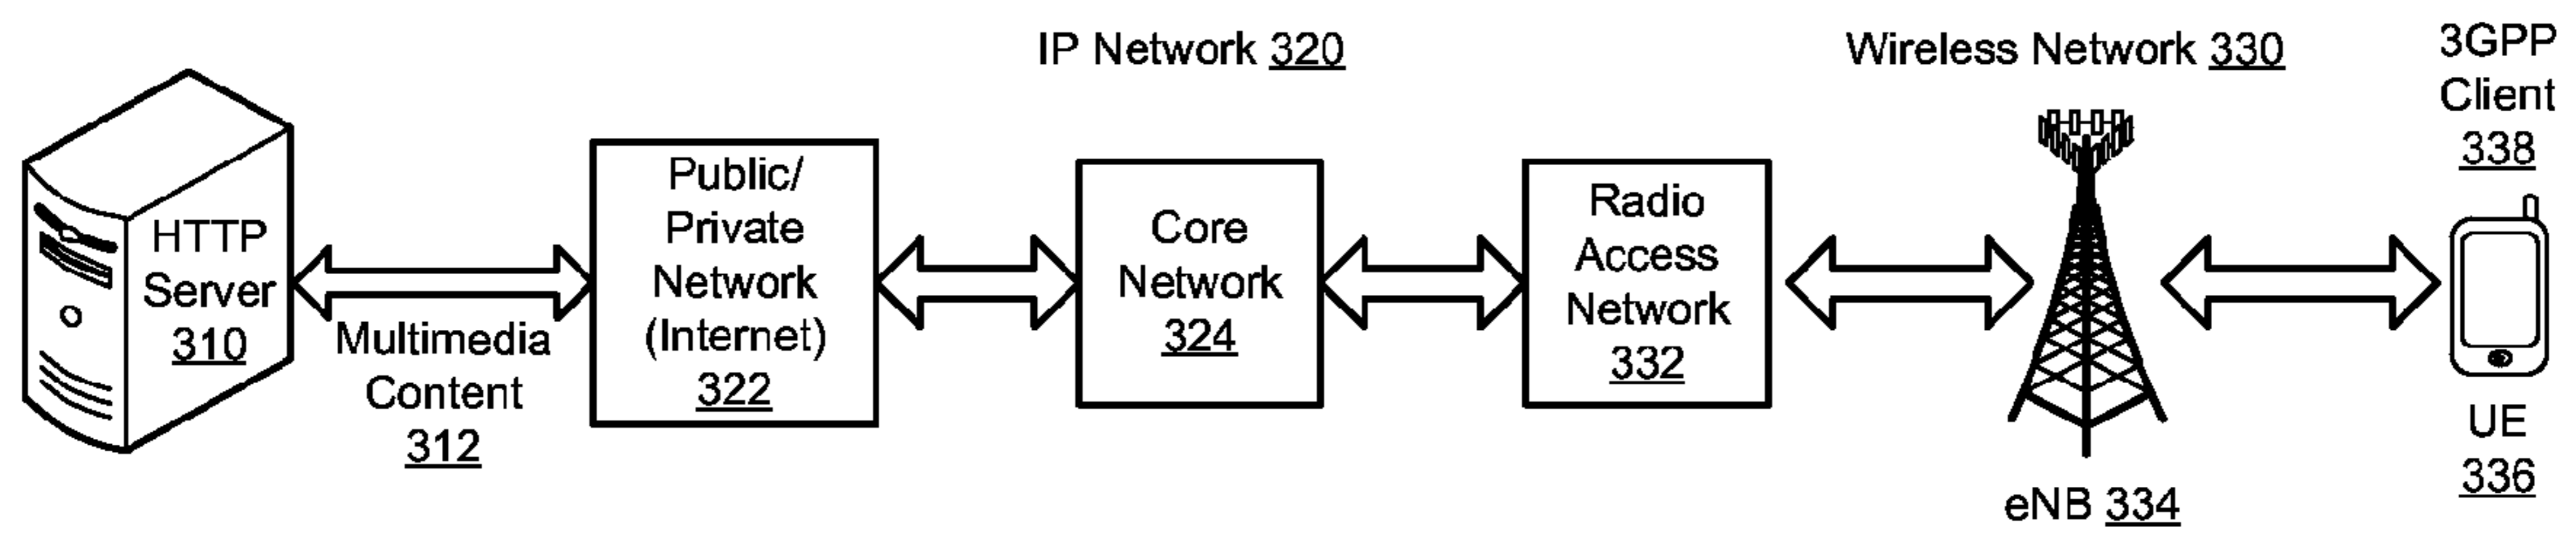 IP Network 320
Wireless Network 330
3GPP
Client
338
HTTP
Server
310
Multimedia
Content
312
Public/
Private
Network
(Internet)
322
Core
Network
324
Radio
Access
Network
332
eNB 334
UE
336